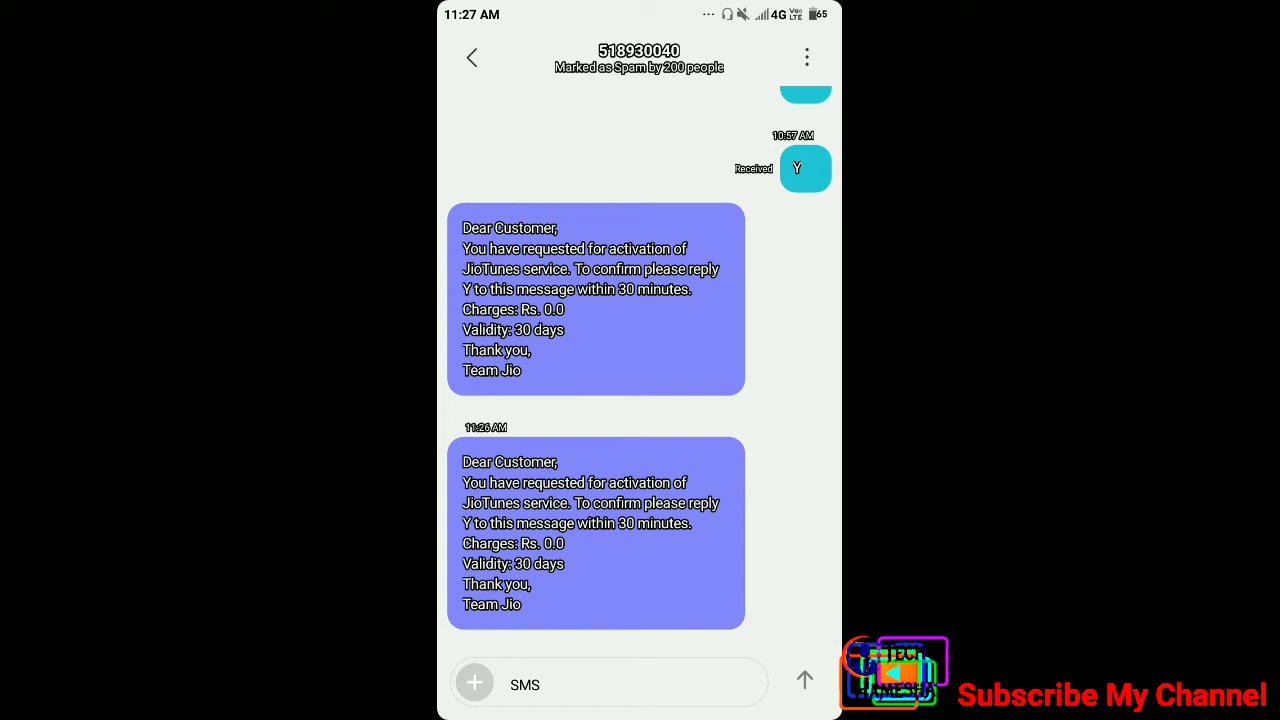 11:27 AM
4G
Vo)
LTE
65
518930040
Marked as Spam by 200 people
10:57 AM
Received
Y
Dear Customer,
You have requested for activation of
JioTunes service. To confirm please reply
Y to this message within 30 minutes.
Charges: Rs. 0.0
Validity: 30 days
Thank you,
Team Jio
11:26 AM
Dear Customer,
You have requested for activation of
JioTunes service. To confirm please reply
Y to this message within 30 minutes.
Charges: Rs. 0.0
Validity: 30 days
Thank you,
Team Jio
SMS
TECH
Subscribe My Channel